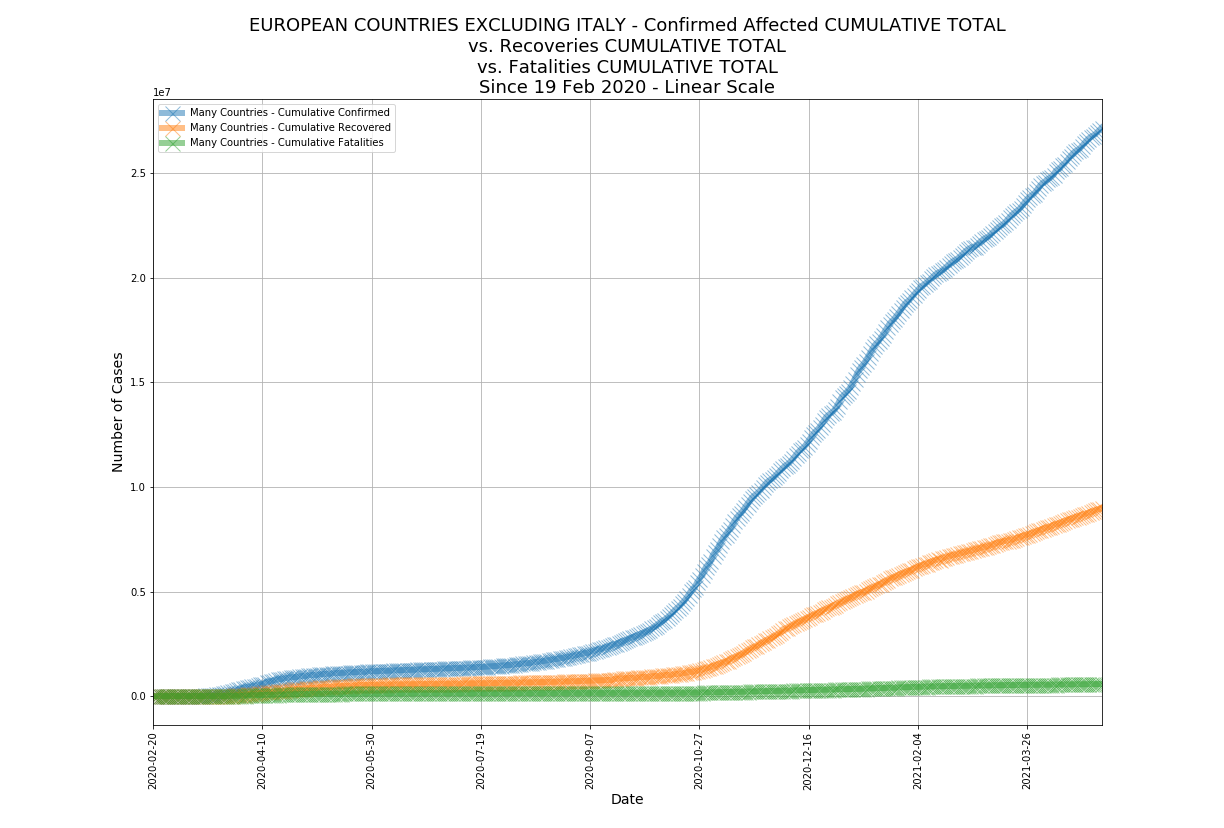 EUROPEAN COUNTRIES EXCLUDING ITALY - Confirmed Affected CUMULATIVE TOTAL
vs. Recoveries CUMULATIVE TOTAL
vs. Fatalities CUMULATIVE TOTAL
Since 19 Feb 2020 - Linear Scale
1e7
Many Countries - Cumulative Confirmed
Many Countries - Cumulative Recovered
Many Countries - Cumulative Fatalities
2.5
2.0
1.5
1.0
0.5
0.0
Number of Cases
2020-02-20
2020-04-10
2020-05-30
2020-07-19
2020-09-07
2020-10-27
2020-12-16
2021-02-04
2021-03-26
Date